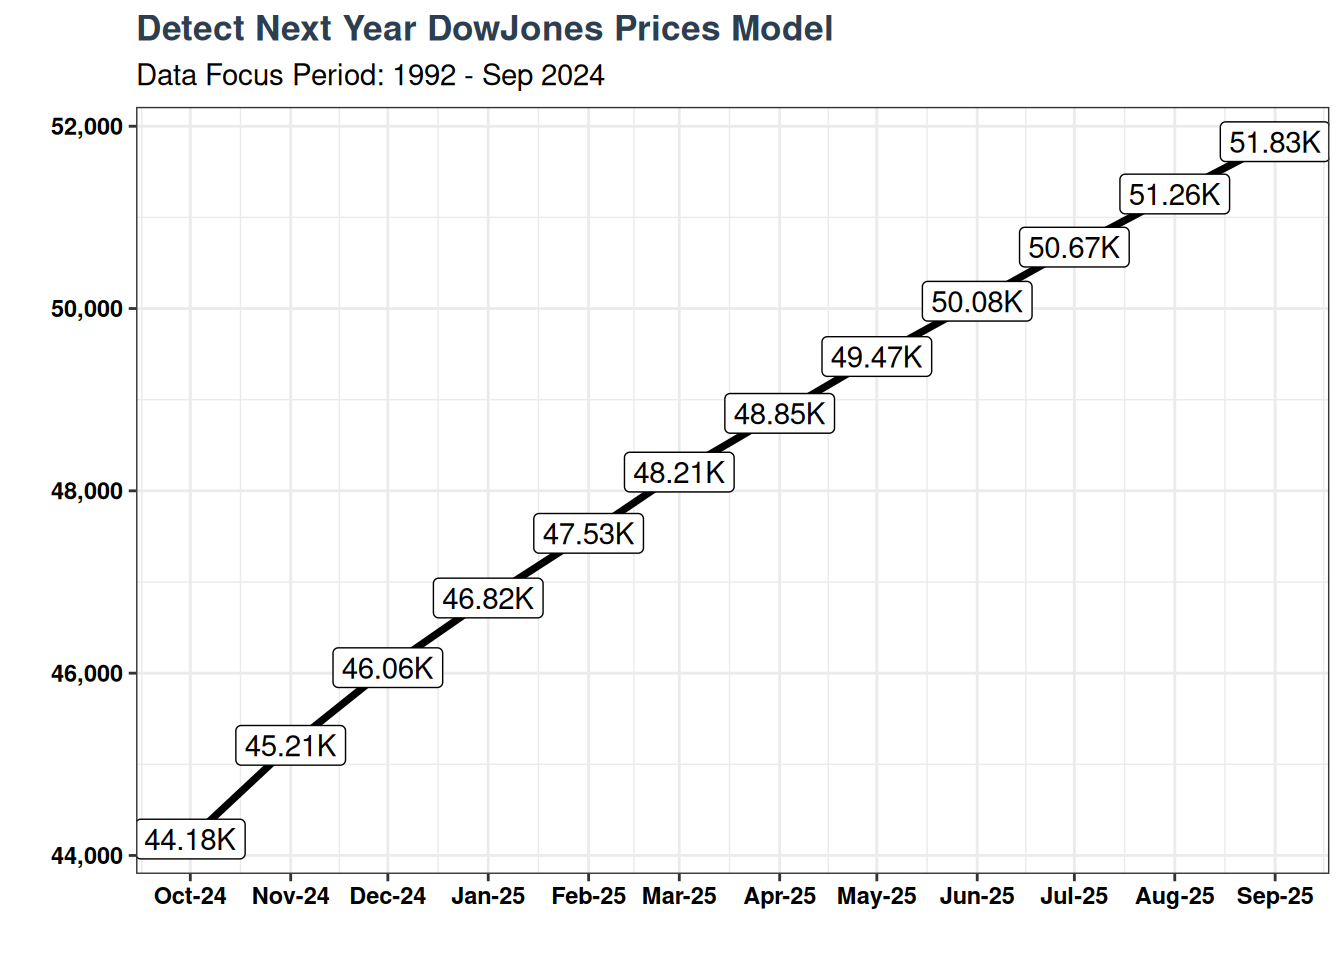 Detect Next Year DowJones Prices Model
Data Focus Period: 1992 - Sep 2024
52,000
50,000
48,000
46,000
44,000
44.18K
45.21K
46.06K
46.82K
47.53K
48.21K
48.85K
49.47K
50.08K
50.67K
51.26K
51.83K
Oct-24 Nov-24 Dec-24 Jan-25 Feb-25 Mar-25 Apr-25 May-25 Jun-25 Jul-25 Aug-25 Sep-25